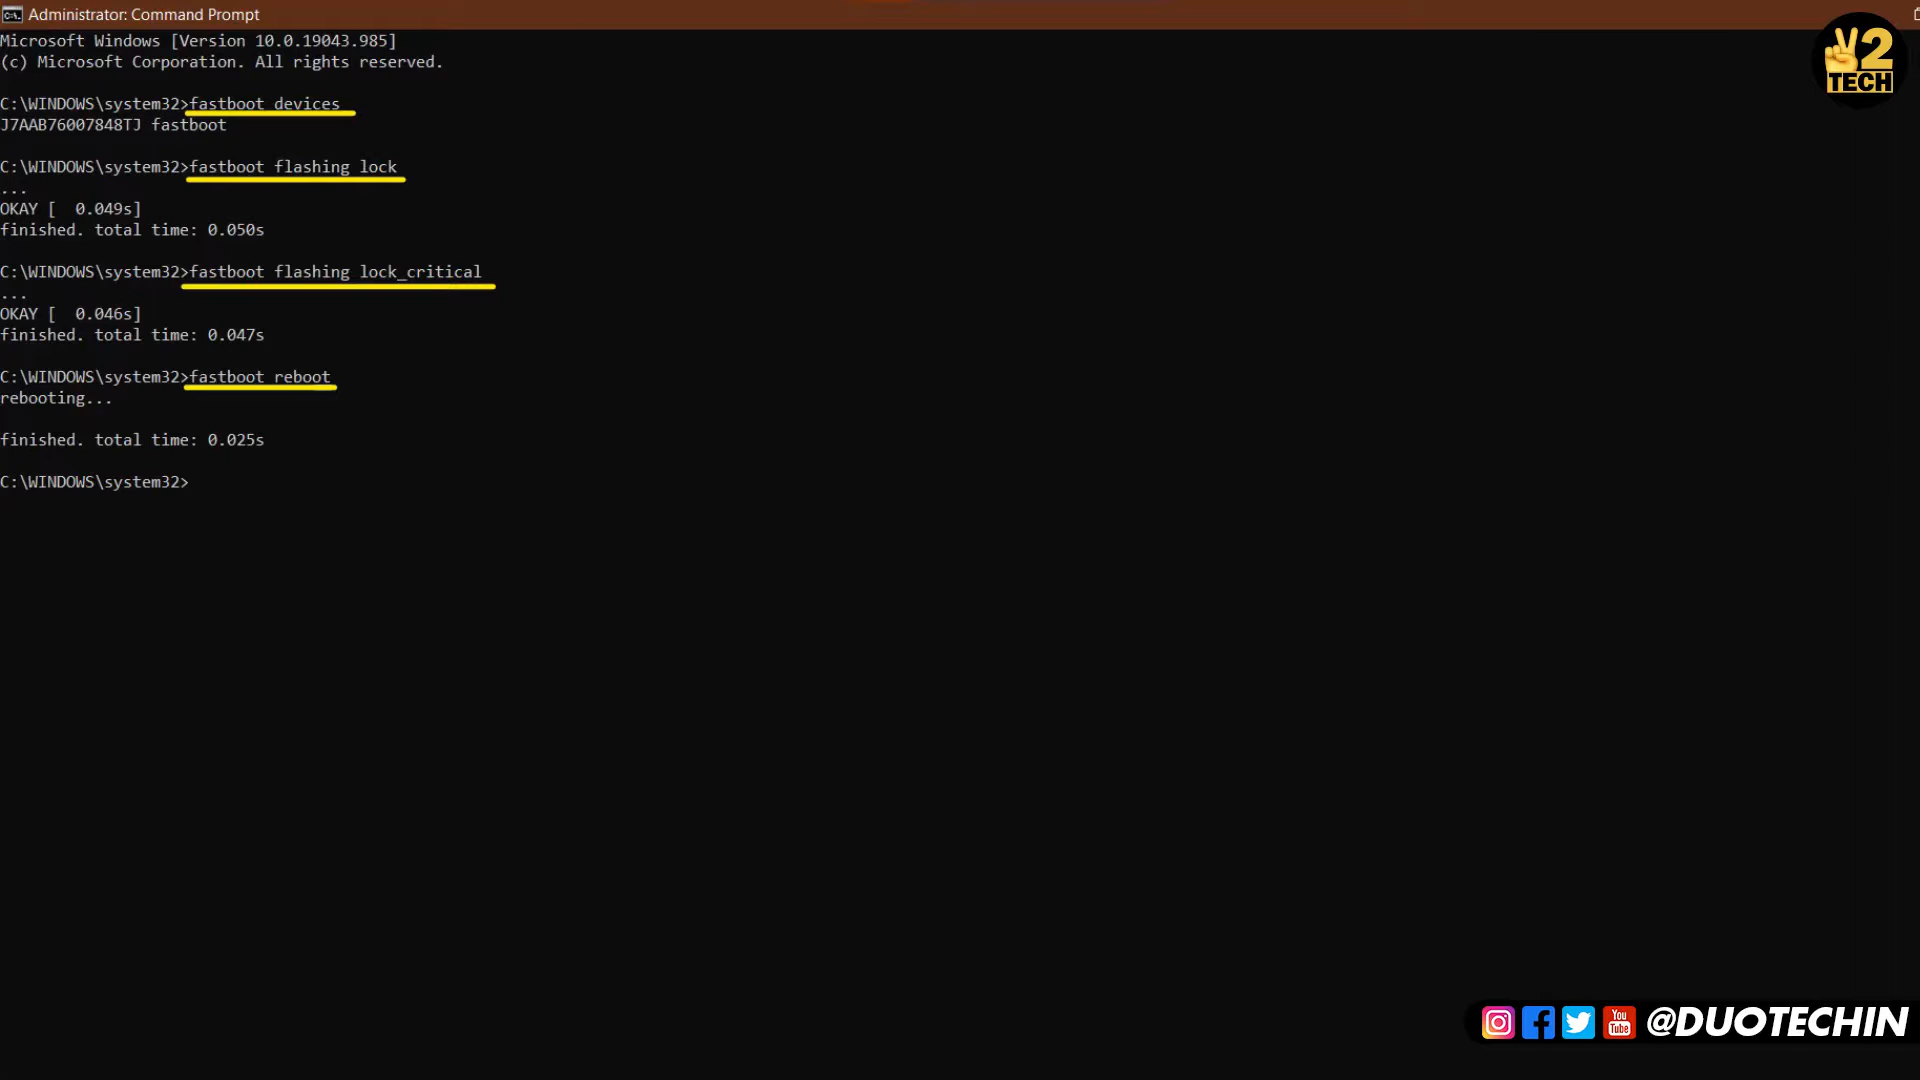 Administrator: Command Prompt
Microsoft Windows [Version 10.0.19043.985]
(c) Microsoft Corporation. All rights reserved.
C:\WINDOWS\system32>fastboot devices
J7AAB76007848TJ fastboot
C:\WINDOWS\system32>fastboot flashing lock
...
OKAY [  0.049s]
finished. total time: 0.050s
C:\WINDOWS\system32>fastboot flashing lock_critical
...
OKAY [  0.046s]
finished. total time: 0.047s
C:\WINDOWS\system32>fastboot reboot
rebooting...
finished. total time: 0.025s
C:\WINDOWS\system32>
2
TECH
You
Tube
@DUOTECHIN